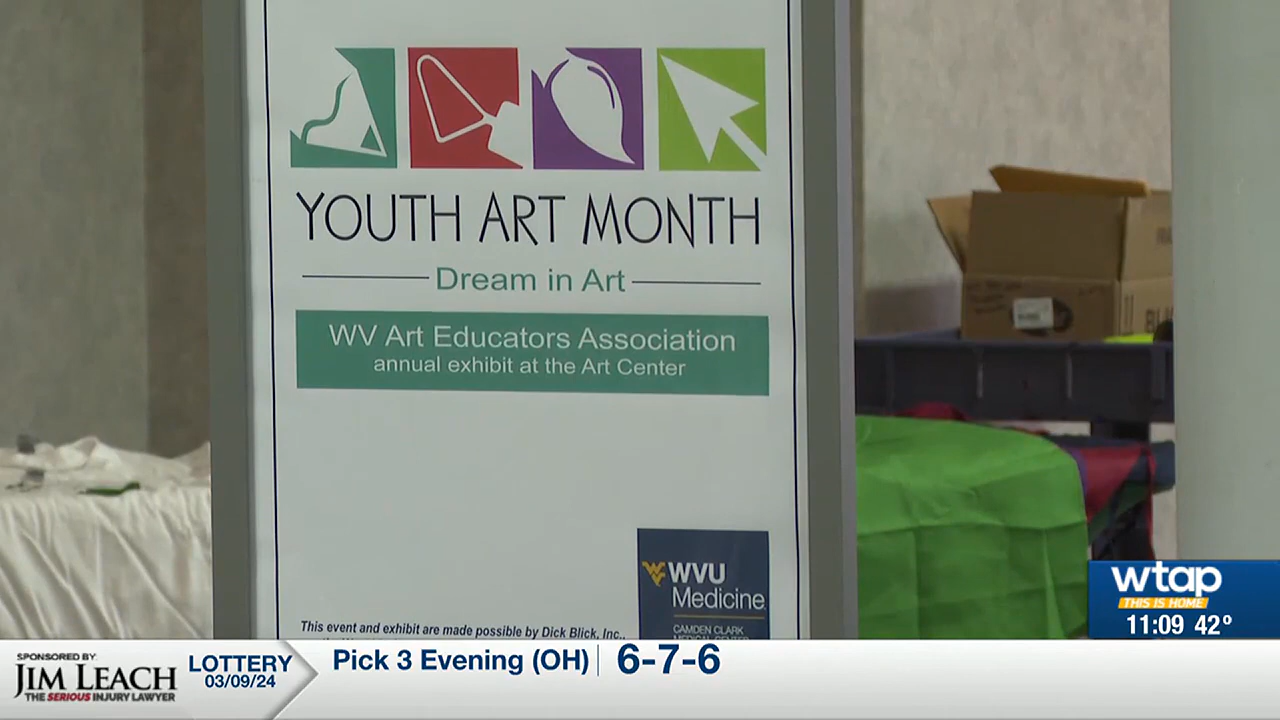 YOUTH ART MONTH
Dream in Art
WV Art Educators Association
annual exhibit at the Art Center
WVU
Medicine
CAMDEN CLARK
MEDICAL CENTER
This event and exhibit are made possible by Dick Blick, Inc.,
wtap
THIS IS HOME
11:09 42°
SPONSORED BY:
JIM LEACH
THE SERIOUS INJURY LAWYER
LOTTERY
03/09/24
Pick 3 Evening (OH) 6-7-6